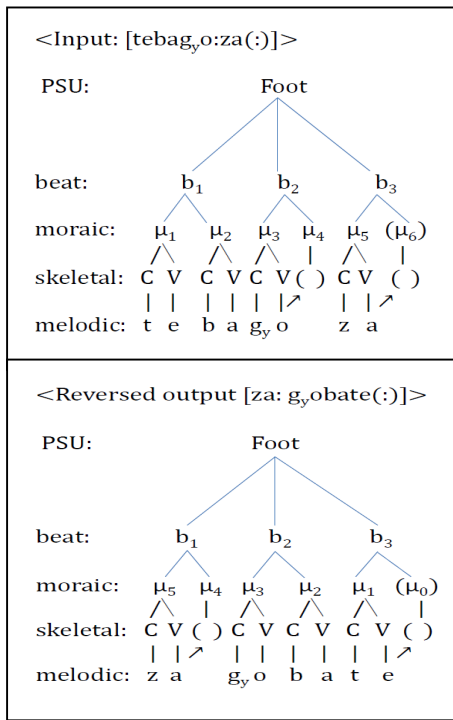 <Input: [tebagyo:za(:)]>
PSU: Foot
beat: b1 b2 b3
moraic: μ1 μ2 μ3 μ4 μ5 (μ6)
skeletal: C V C V C V ( ) C V ( )
melodic: t e b a gy o z a
<Reversed output [za: gyobate(:)]>
PSU: Foot
beat: b1 b2 b3
moraic: μ5 μ4 μ3 μ2 μ1 (μ0)
skeletal: C V ( ) C V C V C V ( )
melodic: z a gy o b a t e